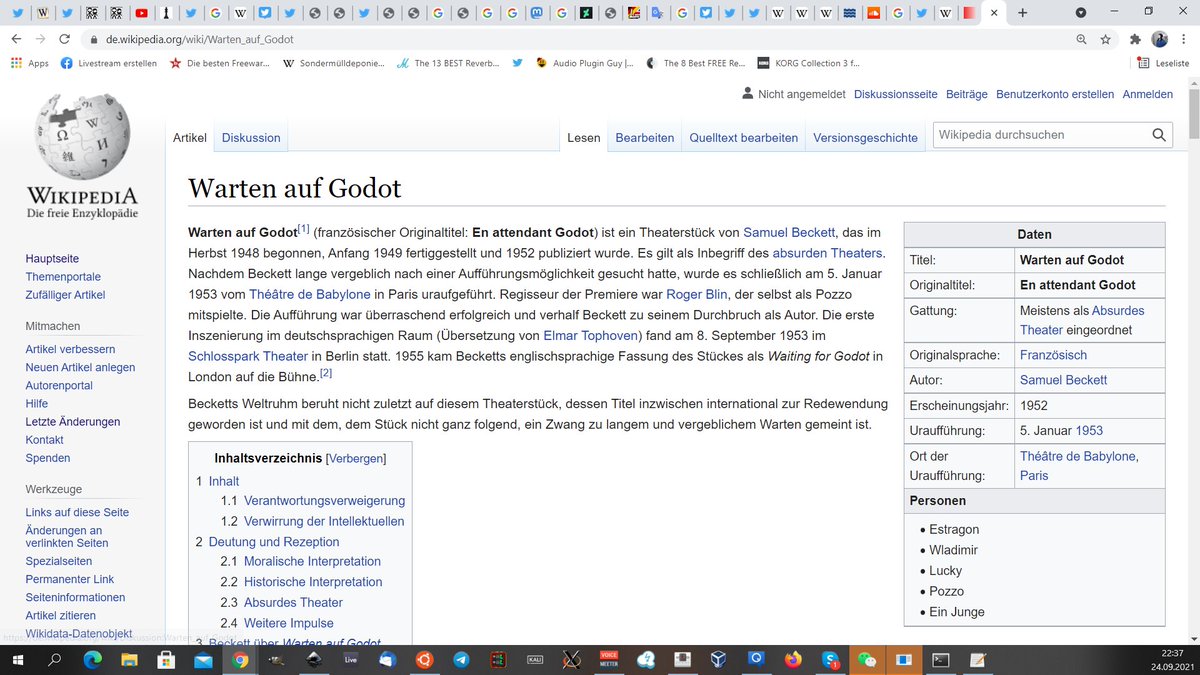 de.wikipedia.org/wiki/Warten_auf_Godot
Apps
Livestream erstellen
Die besten Freewar...
Sondermülldeponie...
The 13 BEST Reverb...
Audio Plugin Guy |...
The 8 Best FREE Re...
KORG Collection 3 f...
Leseliste
Nicht angemeldet Diskussionsseite Beiträge Benutzerkonto erstellen Anmelden
Artikel Diskussion Lesen Bearbeiten Quelltext bearbeiten Versionsgeschichte Wikipedia durchsuchen
WIKIPEDIA
Die freie Enzyklopädie
Hauptseite
Themenportale
Zufälliger Artikel
Mitmachen
Artikel verbessern
Neuen Artikel anlegen
Autorenportal
Hilfe
Letzte Änderungen
Kontakt
Spenden
Werkzeuge
Links auf diese Seite
Änderungen an
verlinkten Seiten
Spezialseiten
Permanenter Link
Seiteninformationen
Artikel zitieren
Wikidata-Datenobjekt
Warten auf Godot
Warten auf Godot[1] (französischer Originaltitel: En attendant Godot) ist ein Theaterstück von Samuel Beckett, das im
Herbst 1948 begonnen, Anfang 1949 fertiggestellt und 1952 publiziert wurde. Es gilt als Inbegriff des absurden Theaters.
Nachdem Beckett lange vergeblich nach einer Aufführungsmöglichkeit gesucht hatte, wurde es schließlich am 5. Januar
1953 vom Théâtre de Babylone in Paris uraufgeführt. Regisseur der Premiere war Roger Blin, der selbst als Pozzo
mitspielte. Die Aufführung war überraschend erfolgreich und verhalf Beckett zu seinem Durchbruch als Autor. Die erste
Inszenierung im deutschsprachigen Raum (Übersetzung von Elmar Tophoven) fand am 8. September 1953 im
Schlosspark Theater in Berlin statt. 1955 kam Becketts englischsprachige Fassung des Stückes als Waiting for Godot in
London auf die Bühne.[2]
Becketts Weltruhm beruht nicht zuletzt auf diesem Theaterstück, dessen Titel inzwischen international zur Redewendung
geworden ist und mit dem, dem Stück nicht ganz folgend, ein Zwang zu langem und vergeblichem Warten gemeint ist.
Inhaltsverzeichnis [Verbergen]
1 Inhalt
1.1 Verantwortungsverweigerung
1.2 Verwirrung der Intellektuellen
2 Deutung und Rezeption
2.1 Moralische Interpretation
2.2 Historische Interpretation
2.3 Absurdes Theater
2.4 Weitere Impulse
3 Beckett über Warten auf Godot
Daten
Titel: Warten auf Godot
Originaltitel: En attendant Godot
Gattung: Meistens als Absurdes
Theater eingeordnet
Originalsprache: Französisch
Autor: Samuel Beckett
Erscheinungsjahr: 1952
Uraufführung: 5. Januar 1953
Ort der Théâtre de Babylone,
Uraufführung: Paris
Personen
• Estragon
• Wladimir
• Lucky
• Pozzo
• Ein Junge
Live
KALI
VOICE
MEETER
22:37
24.09.2021